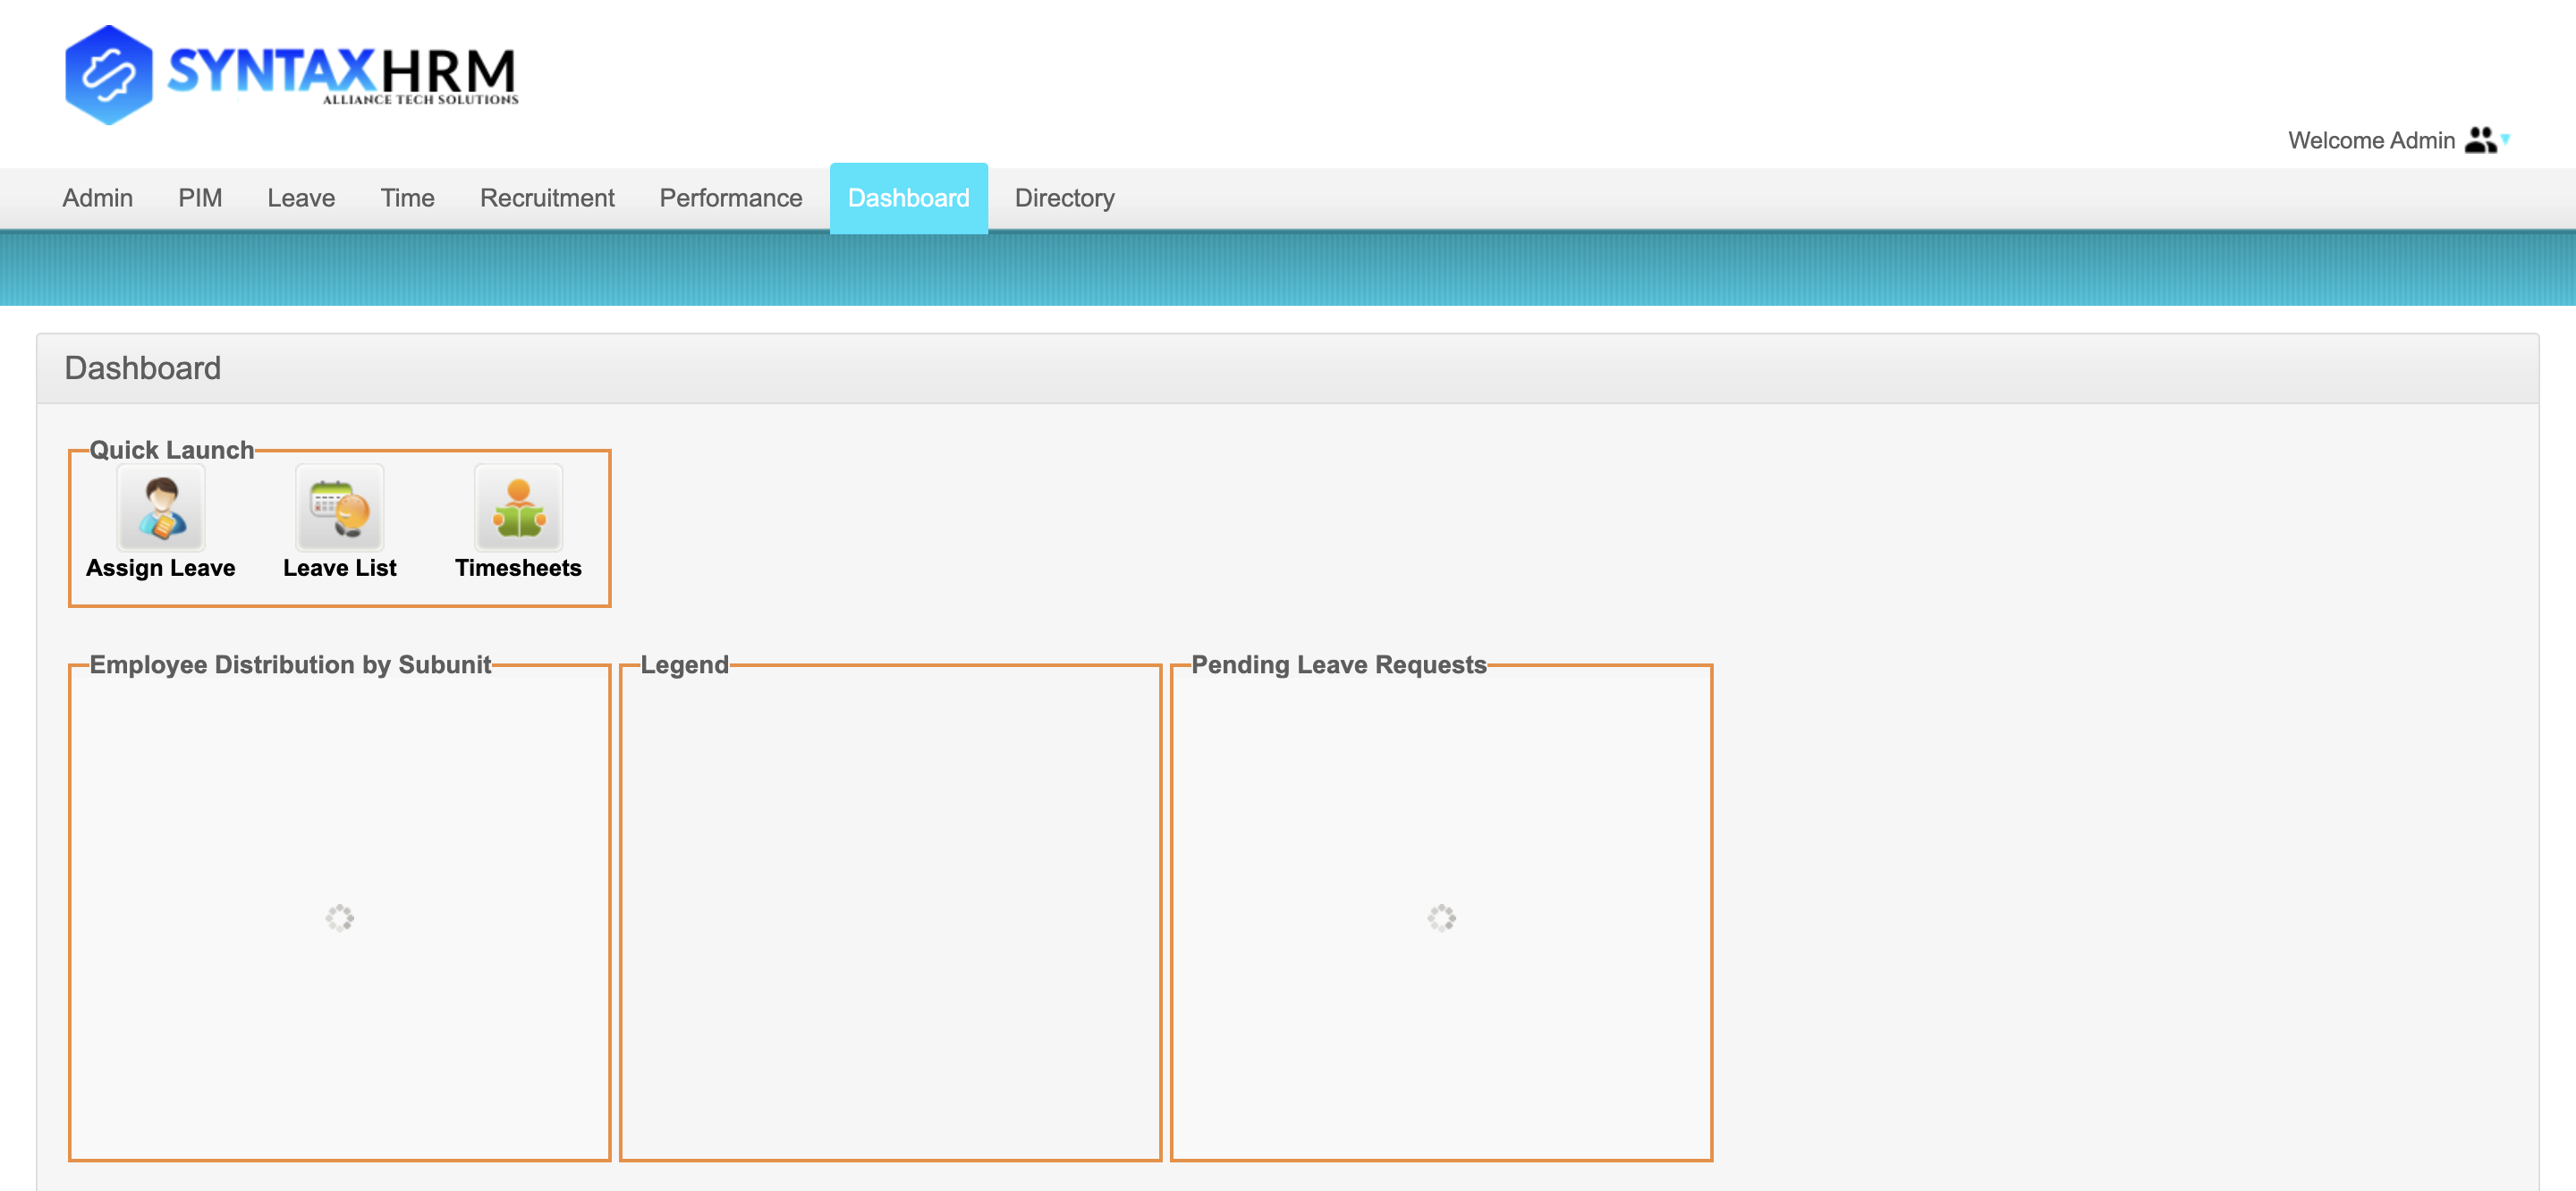 SYNTAXHRM
ALLIANCE TECH SOLUTIONS
Welcome Admin
Admin PIM Leave Time Recruitment Performance Dashboard Directory
Dashboard
Quick Launch
Assign Leave Leave List Timesheets
Employee Distribution by Subunit Legend Pending Leave Requests